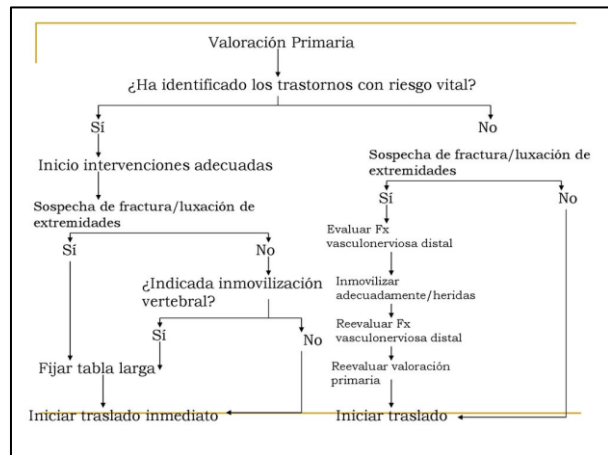 Valoración Primaria
¿Ha identificado los trastornos con riesgo vital?
Sí
No
Inicio intervenciones adecuadas
Sospecha de fractura/luxación de
extremidades
Sí
No
¿Indicada inmovilización
vertebral?
Sí
No
Fijar tabla larga
Iniciar traslado inmediato
Sospecha de fractura/luxación de
extremidades
Sí
No
Evaluar Fx
vasculonerviosa distal
Inmovilizar
adecuadamente/heridas
Reevaluar Fx
vasculonerviosa distal
Reevaluar valoración
primaria
Iniciar traslado